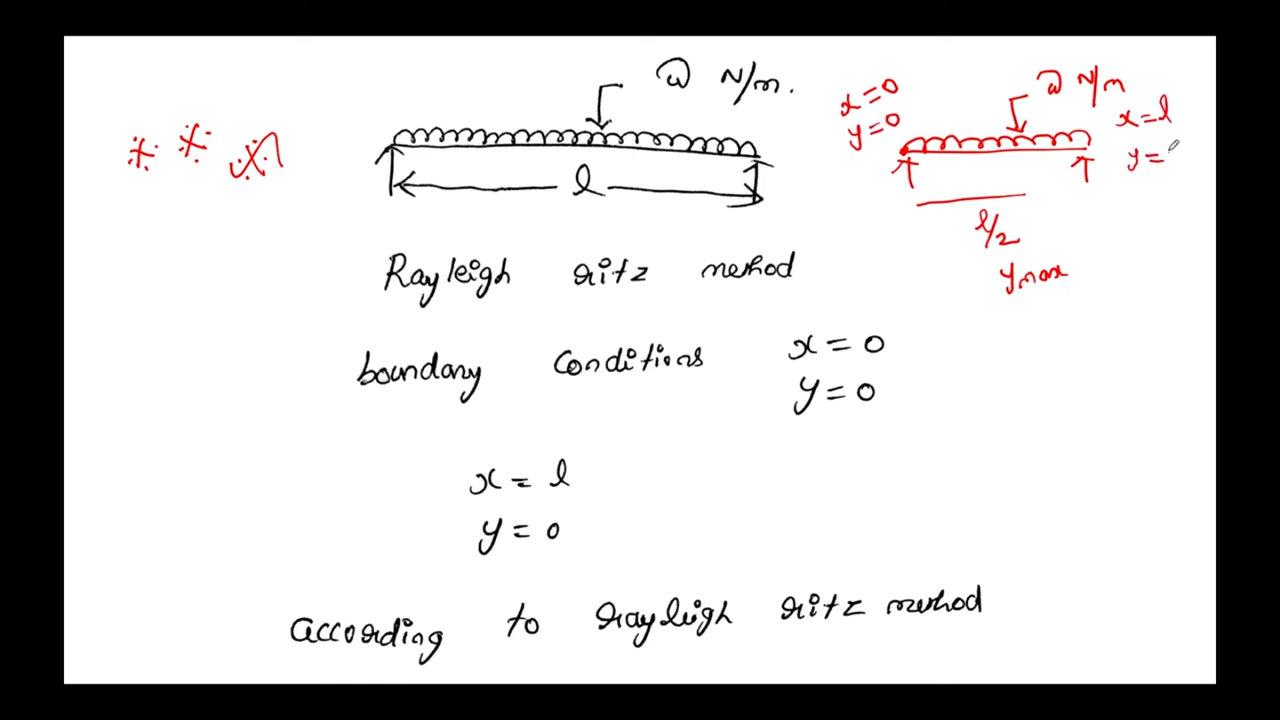 ω N/m.
l
x=0
y=0
ω N/m
x=l
y=
l/2
ymax
Rayleigh ritz method
boundary conditions x = 0
y = 0
x = l
y = 0
according to rayleigh ritz method